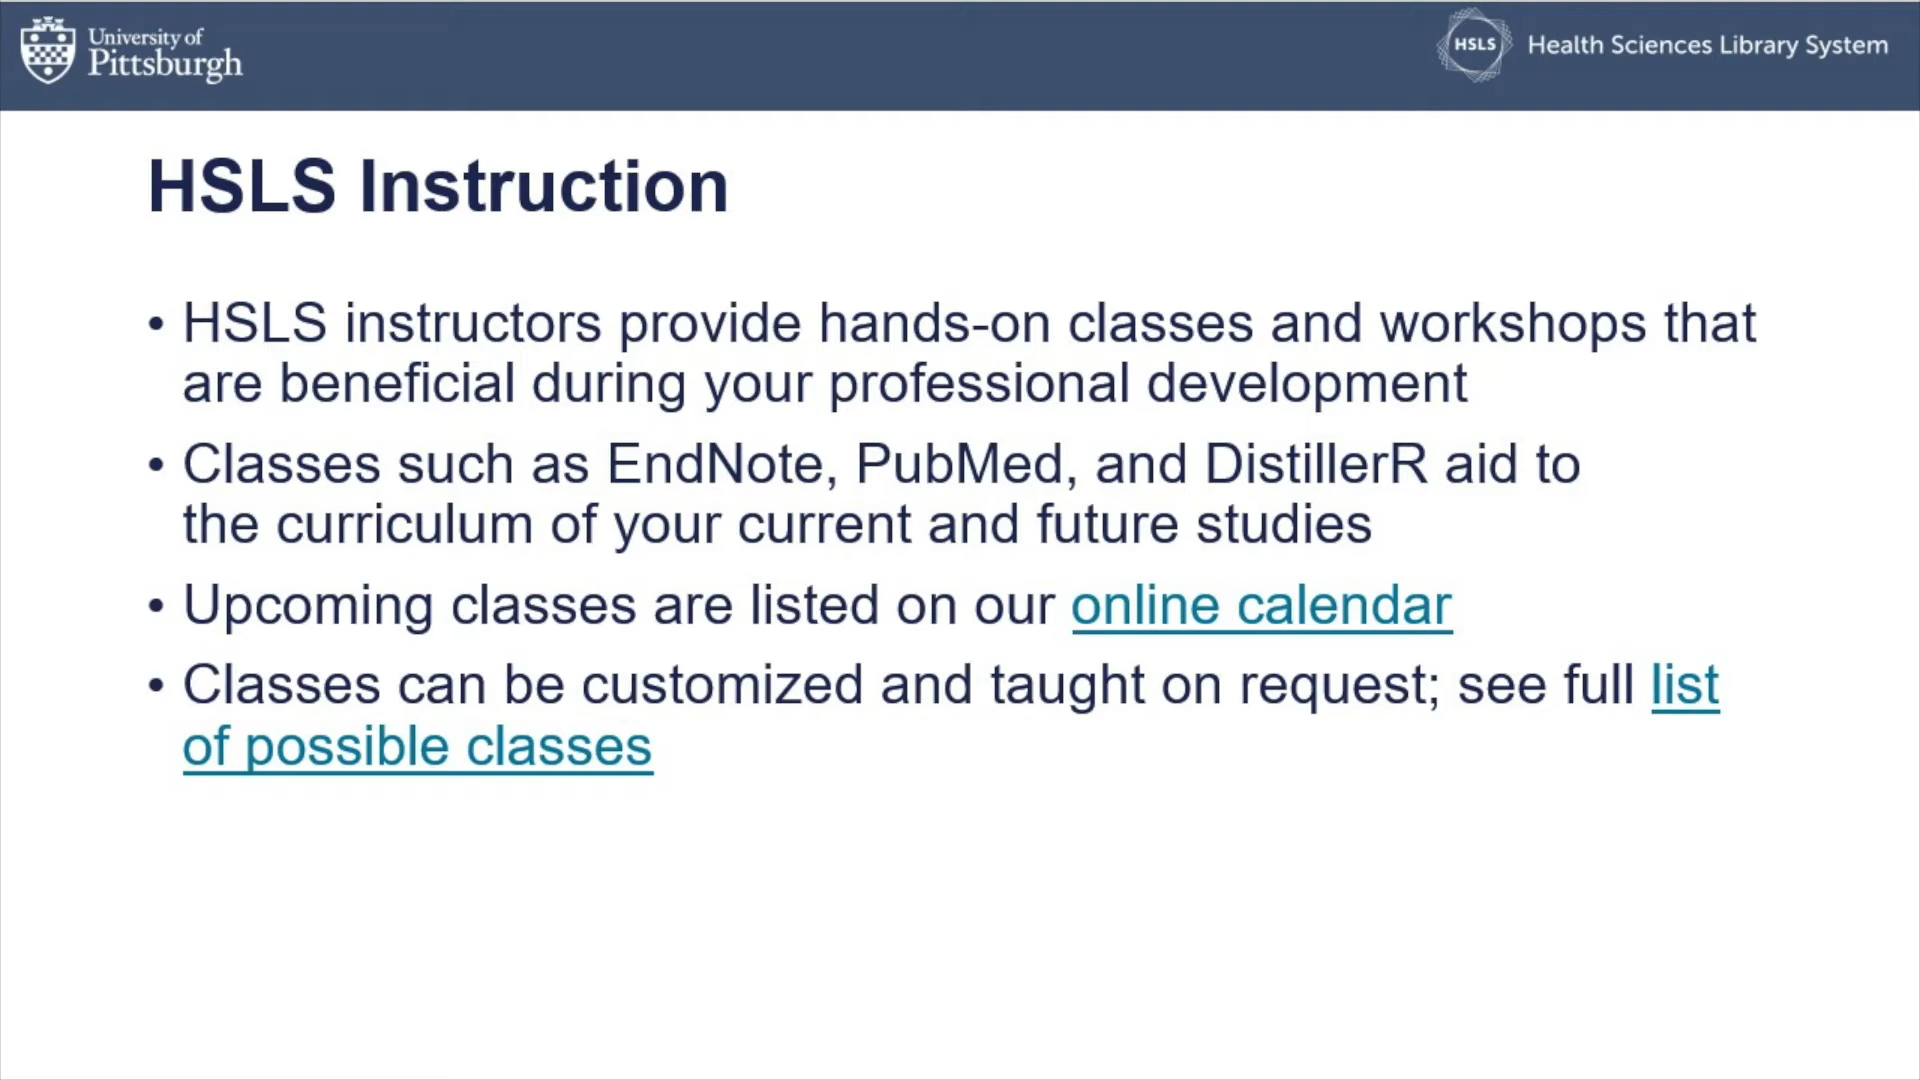 University of
Pittsburgh
HSLS
Health Sciences Library System
HSLS Instruction
• HSLS instructors provide hands-on classes and workshops that
are beneficial during your professional development
• Classes such as EndNote, PubMed, and DistillerR aid to
the curriculum of your current and future studies
• Upcoming classes are listed on our online calendar
• Classes can be customized and taught on request; see full list
of possible classes